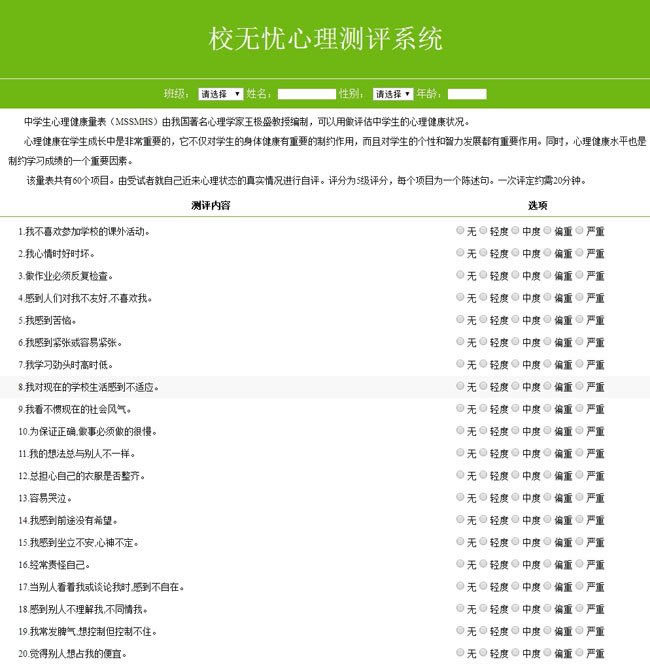 校无忧心理测评系统
班级： 请选择 姓名： 性别： 请选择 年龄：
中学生心理健康量表（MSSMHS）由我国著名心理学家王极盛教授编制，可以用做评估中学生的心理健康状况。
心理健康在学生成长中是非常重要的，它不仅对学生的身体健康有重要的制约作用，而且对学生的个性和智力发展都有重要作用。同时，心理健康水平也是
制约学习成绩的一个重要因素。
该量表共有60个项目。由受试者就自己近来心理状态的真实情况进行自评。评分为5级评分，每个项目为一个陈述句。一次评定约需20分钟。
测评内容 选项
1.我不喜欢参加学校的课外活动。 无 轻度 中度 偏重 严重
2.我心情时好时坏。 无 轻度 中度 偏重 严重
3.做作业必须反复检查。 无 轻度 中度 偏重 严重
4.感到人们对我不友好,不喜欢我。 无 轻度 中度 偏重 严重
5.我感到苦恼。 无 轻度 中度 偏重 严重
6.我感到紧张或容易紧张。 无 轻度 中度 偏重 严重
7.我学习劲头时高时低。 无 轻度 中度 偏重 严重
8.我对现在的学校生活感到不适应。 无 轻度 中度 偏重 严重
9.我看不惯现在的社会风气。 无 轻度 中度 偏重 严重
10.为保证正确,做事必须做的很慢。 无 轻度 中度 偏重 严重
11.我的想法总与别人不一样。 无 轻度 中度 偏重 严重
12.总担心自己的衣服是否整齐。 无 轻度 中度 偏重 严重
13.容易哭泣。 无 轻度 中度 偏重 严重
14.我感到前途没有希望。 无 轻度 中度 偏重 严重
15.我感到坐立不安,心神不定。 无 轻度 中度 偏重 严重
16.经常责怪自己。 无 轻度 中度 偏重 严重
17.当别人看着我或谈论我时,感到不自在。 无 轻度 中度 偏重 严重
18.感到别人不理解我,不同情我。 无 轻度 中度 偏重 严重
19.我常发脾气,想控制但控制不住。 无 轻度 中度 偏重 严重
20.觉得别人想占我的便宜。 无 轻度 中度 偏重 严重